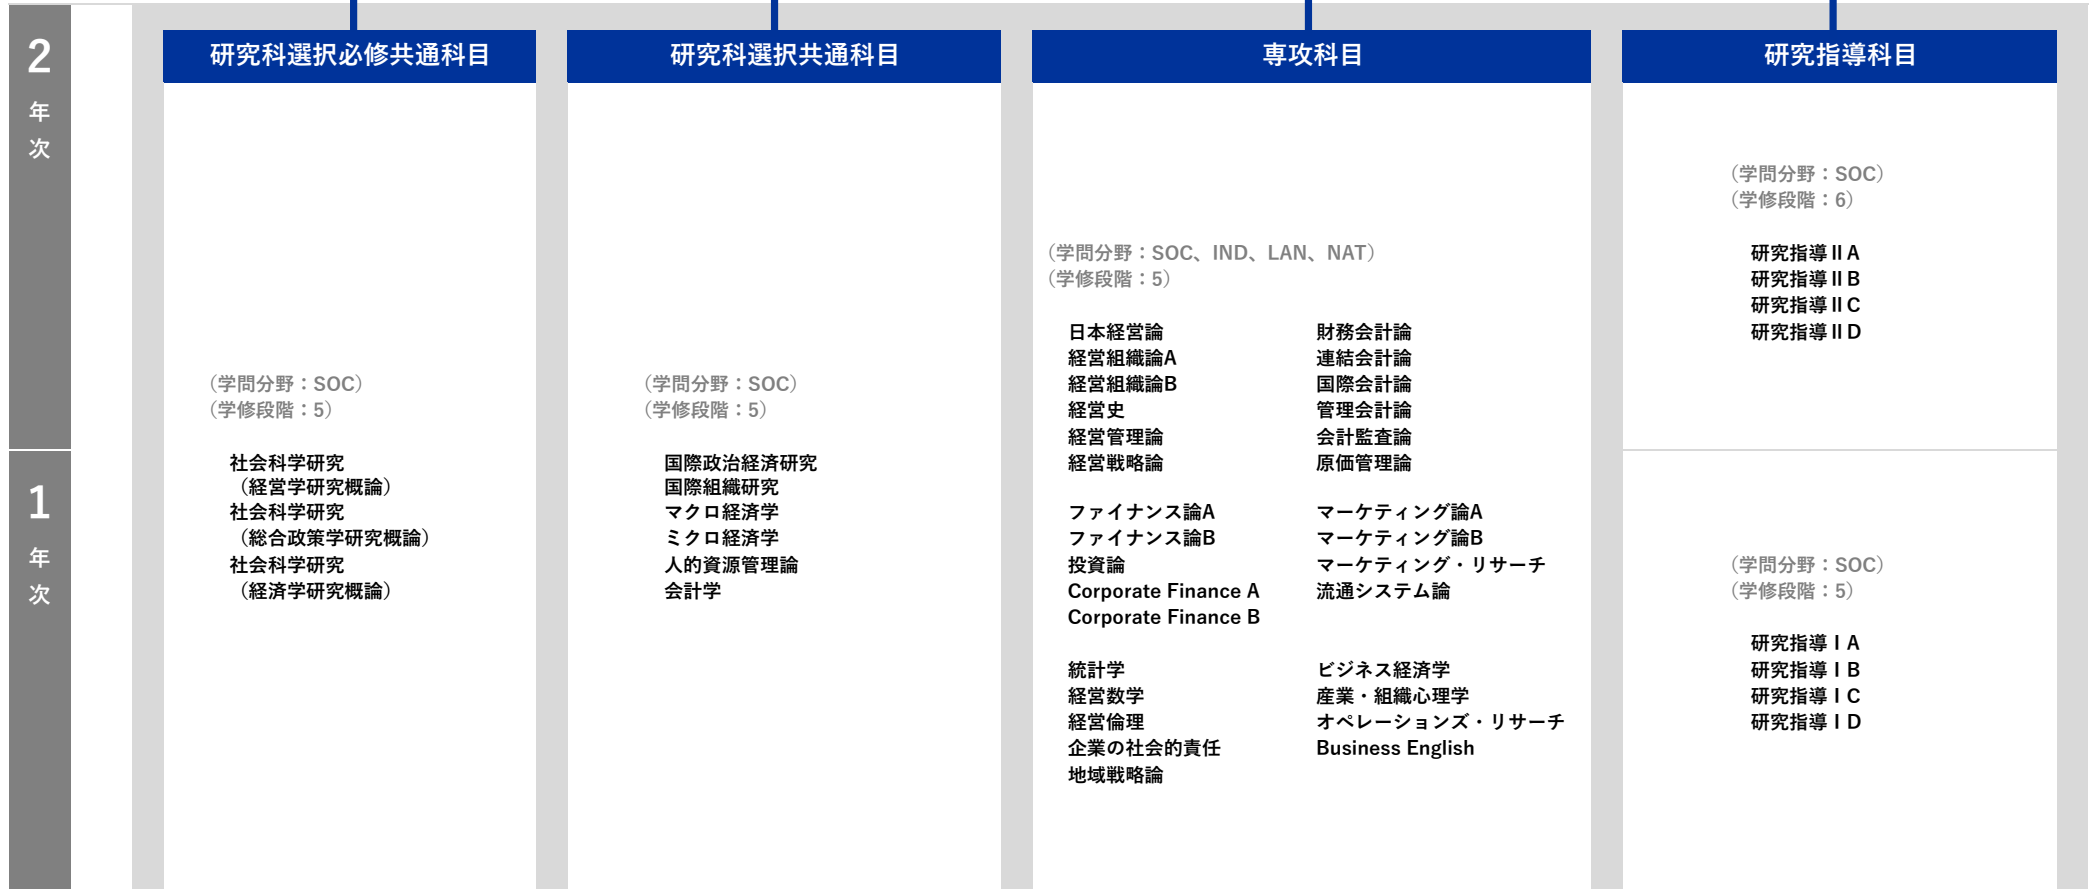 2
年
次
1
年
次
研究科選択必修共通科目
（学問分野：SOC）
（学修段階：5）
社会科学研究
（経営学研究概論）
社会科学研究
（総合政策学研究概論）
社会科学研究
（経済学研究概論）
研究科選択共通科目
（学問分野：SOC）
（学修段階：5）
国際政治経済研究
国際組織研究
マクロ経済学
ミクロ経済学
人的資源管理論
会計学
専攻科目
（学問分野：SOC、IND、LAN、NAT）
（学修段階：5）
日本経営論
経営組織論A
経営組織論B
経営史
経営管理論
経営戦略論
財務会計論
連結会計論
国際会計論
管理会計論
会計監査論
原価管理論
ファイナンス論A
ファイナンス論B
投資論
Corporate Finance A
Corporate Finance B
マーケティング論A
マーケティング論B
マーケティング・リサーチ
流通システム論
統計学
経営数学
経営倫理
企業の社会的責任
地域戦略論
ビジネス経済学
産業・組織心理学
オペレーションズ・リサーチ
Business English
研究指導科目
（学問分野：SOC）
（学修段階：6）
研究指導ⅡA
研究指導ⅡB
研究指導ⅡC
研究指導ⅡD
（学問分野：SOC）
（学修段階：5）
研究指導ⅠA
研究指導ⅠB
研究指導ⅠC
研究指導ⅠD